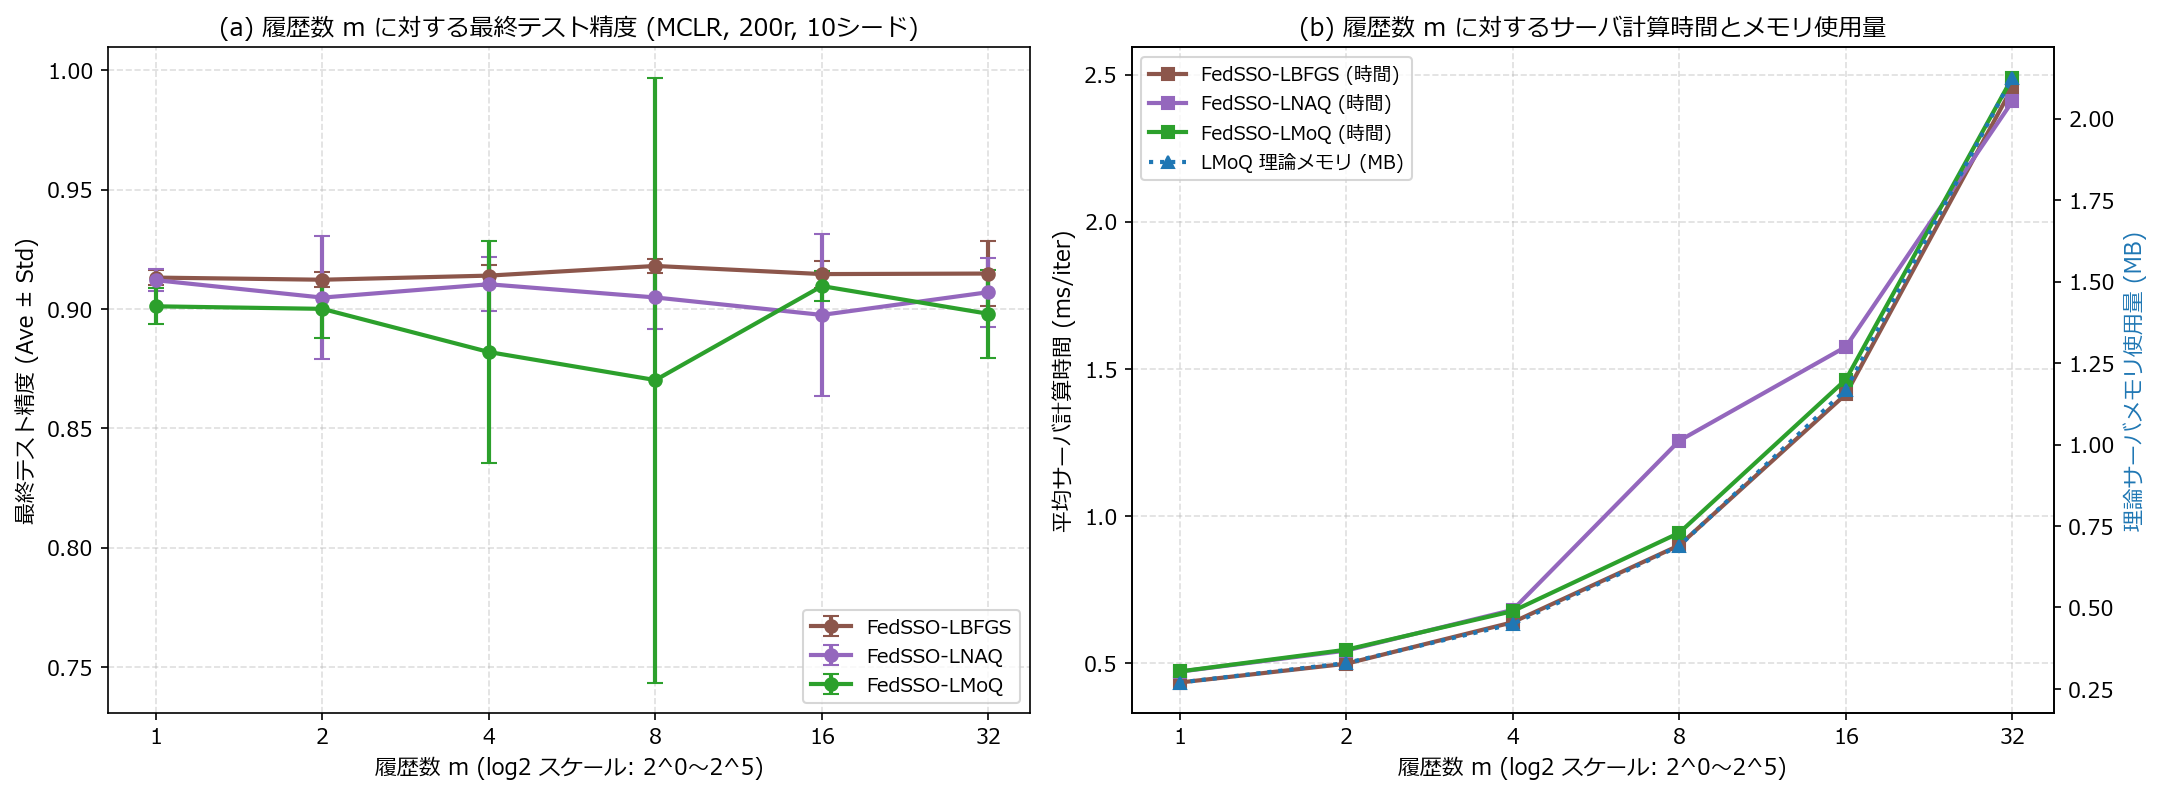 (a) 履歴数 m に対する最終テスト精度 (MCLR, 200r, 10シード)
最終テスト精度 (Ave ± Std)
1.00
0.95
0.90
0.85
0.80
0.75
1
2
4
8
16
32
履歴数 m (log2 スケール: 2^0～2^5)
FedSSO-LBFGS
FedSSO-LNAQ
FedSSO-LMoQ
(b) 履歴数 m に対するサーバ計算時間とメモリ使用量
平均サーバ計算時間 (ms/iter)
2.5
2.0
1.5
1.0
0.5
FedSSO-LBFGS (時間)
FedSSO-LNAQ (時間)
FedSSO-LMoQ (時間)
LMoQ 理論メモリ (MB)
1
2
4
8
16
32
履歴数 m (log2 スケール: 2^0～2^5)
2.00
1.75
1.50
1.25
1.00
0.75
0.50
0.25
理論サーバメモリ使用量 (MB)